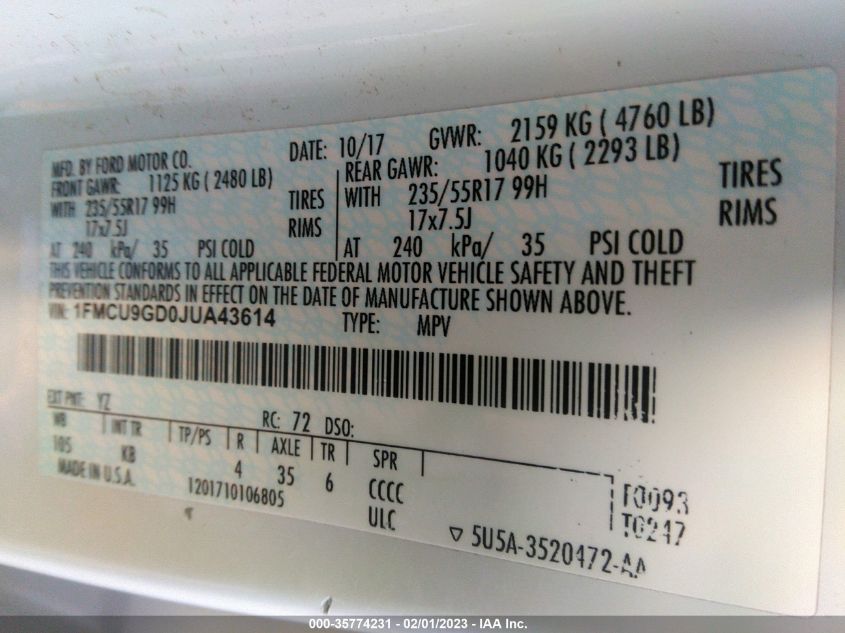 MFD. BY FORD MOTOR CO. DATE: 10/17 GVWR: 2159 KG ( 4760 LB)
FRONT GAWR: 1125 KG ( 2480 LB) REAR GAWR: 1040 KG ( 2293 LB)
WITH 235/55R17 99H TIRES WITH 235/55R17 99H TIRES
17x7.5J RIMS 17x7.5J RIMS
AT 240 kPa/ 35 PSI COLD AT 240 kPa/ 35 PSI COLD
THIS VEHICLE CONFORMS TO ALL APPLICABLE FEDERAL MOTOR VEHICLE SAFETY AND THEFT
PREVENTION STANDARDS IN EFFECT ON THE DATE OF MANUFACTURE SHOWN ABOVE.
VIN: 1FMCU9GD0JUA43614 TYPE: MPV
EXT PNT: YZ RC: 72 DSO:
WB INT TR TP/PS R AXLE TR SPR
105 KB 4 35 6 CCCC
MADE IN U.S.A. 1201710106805 ULC
F0093
T0247
▽ 5U5A-3520472-AA
000-35774231 - 02/01/2023 - IAA Inc.